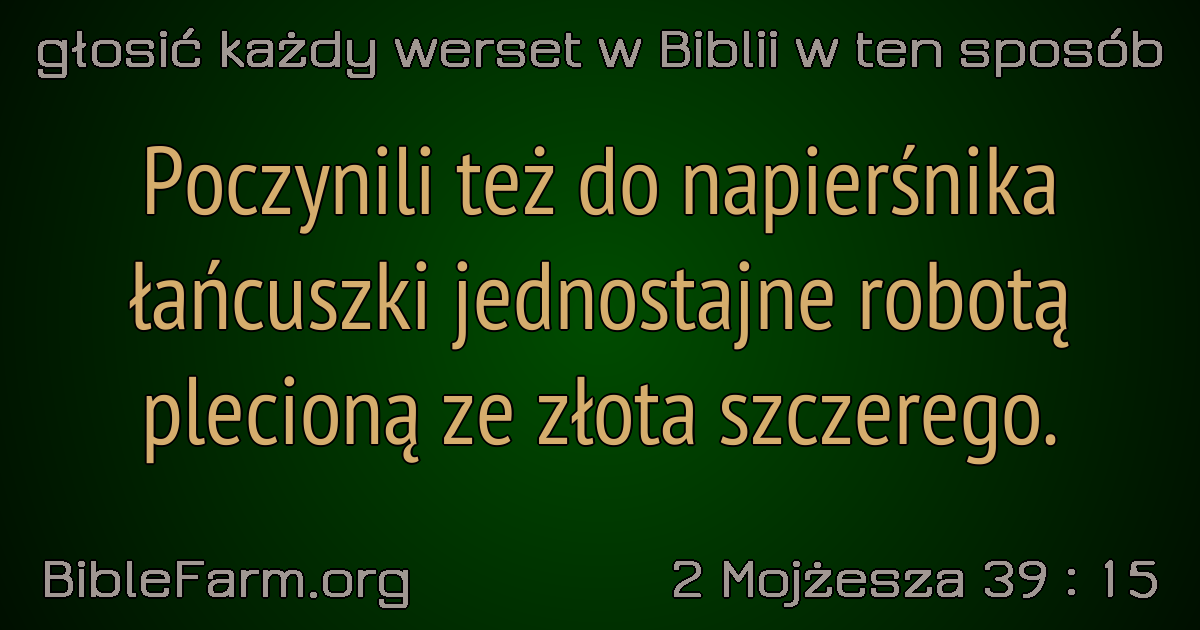 głosić każdy werset w Biblii w ten sposób
Poczynili też do napierśnika
łańcuszki jednostajne robotą
plecioną ze złota szczerego.
BibleFarm.org
2 Mojżesza 39 : 15